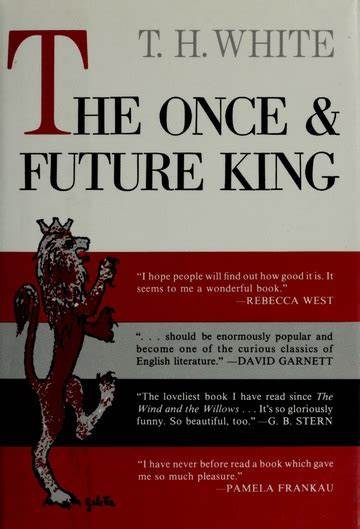 T. H. WHITE
THE ONCE &
FUTURE KING
"I hope people will find out how good it is. It
seems to me a wonderful book."
—REBECCA WEST
". . . should be enormously popular and
become one of the curious classics of
English literature." —DAVID GARNETT
"The loveliest book I have read since The
Wind and the Willows . . . It's so gloriously
funny. So beautiful, too." —G. B. STERN
"I have never before read a book which gave
me so much pleasure."
—PAMELA FRANKAU